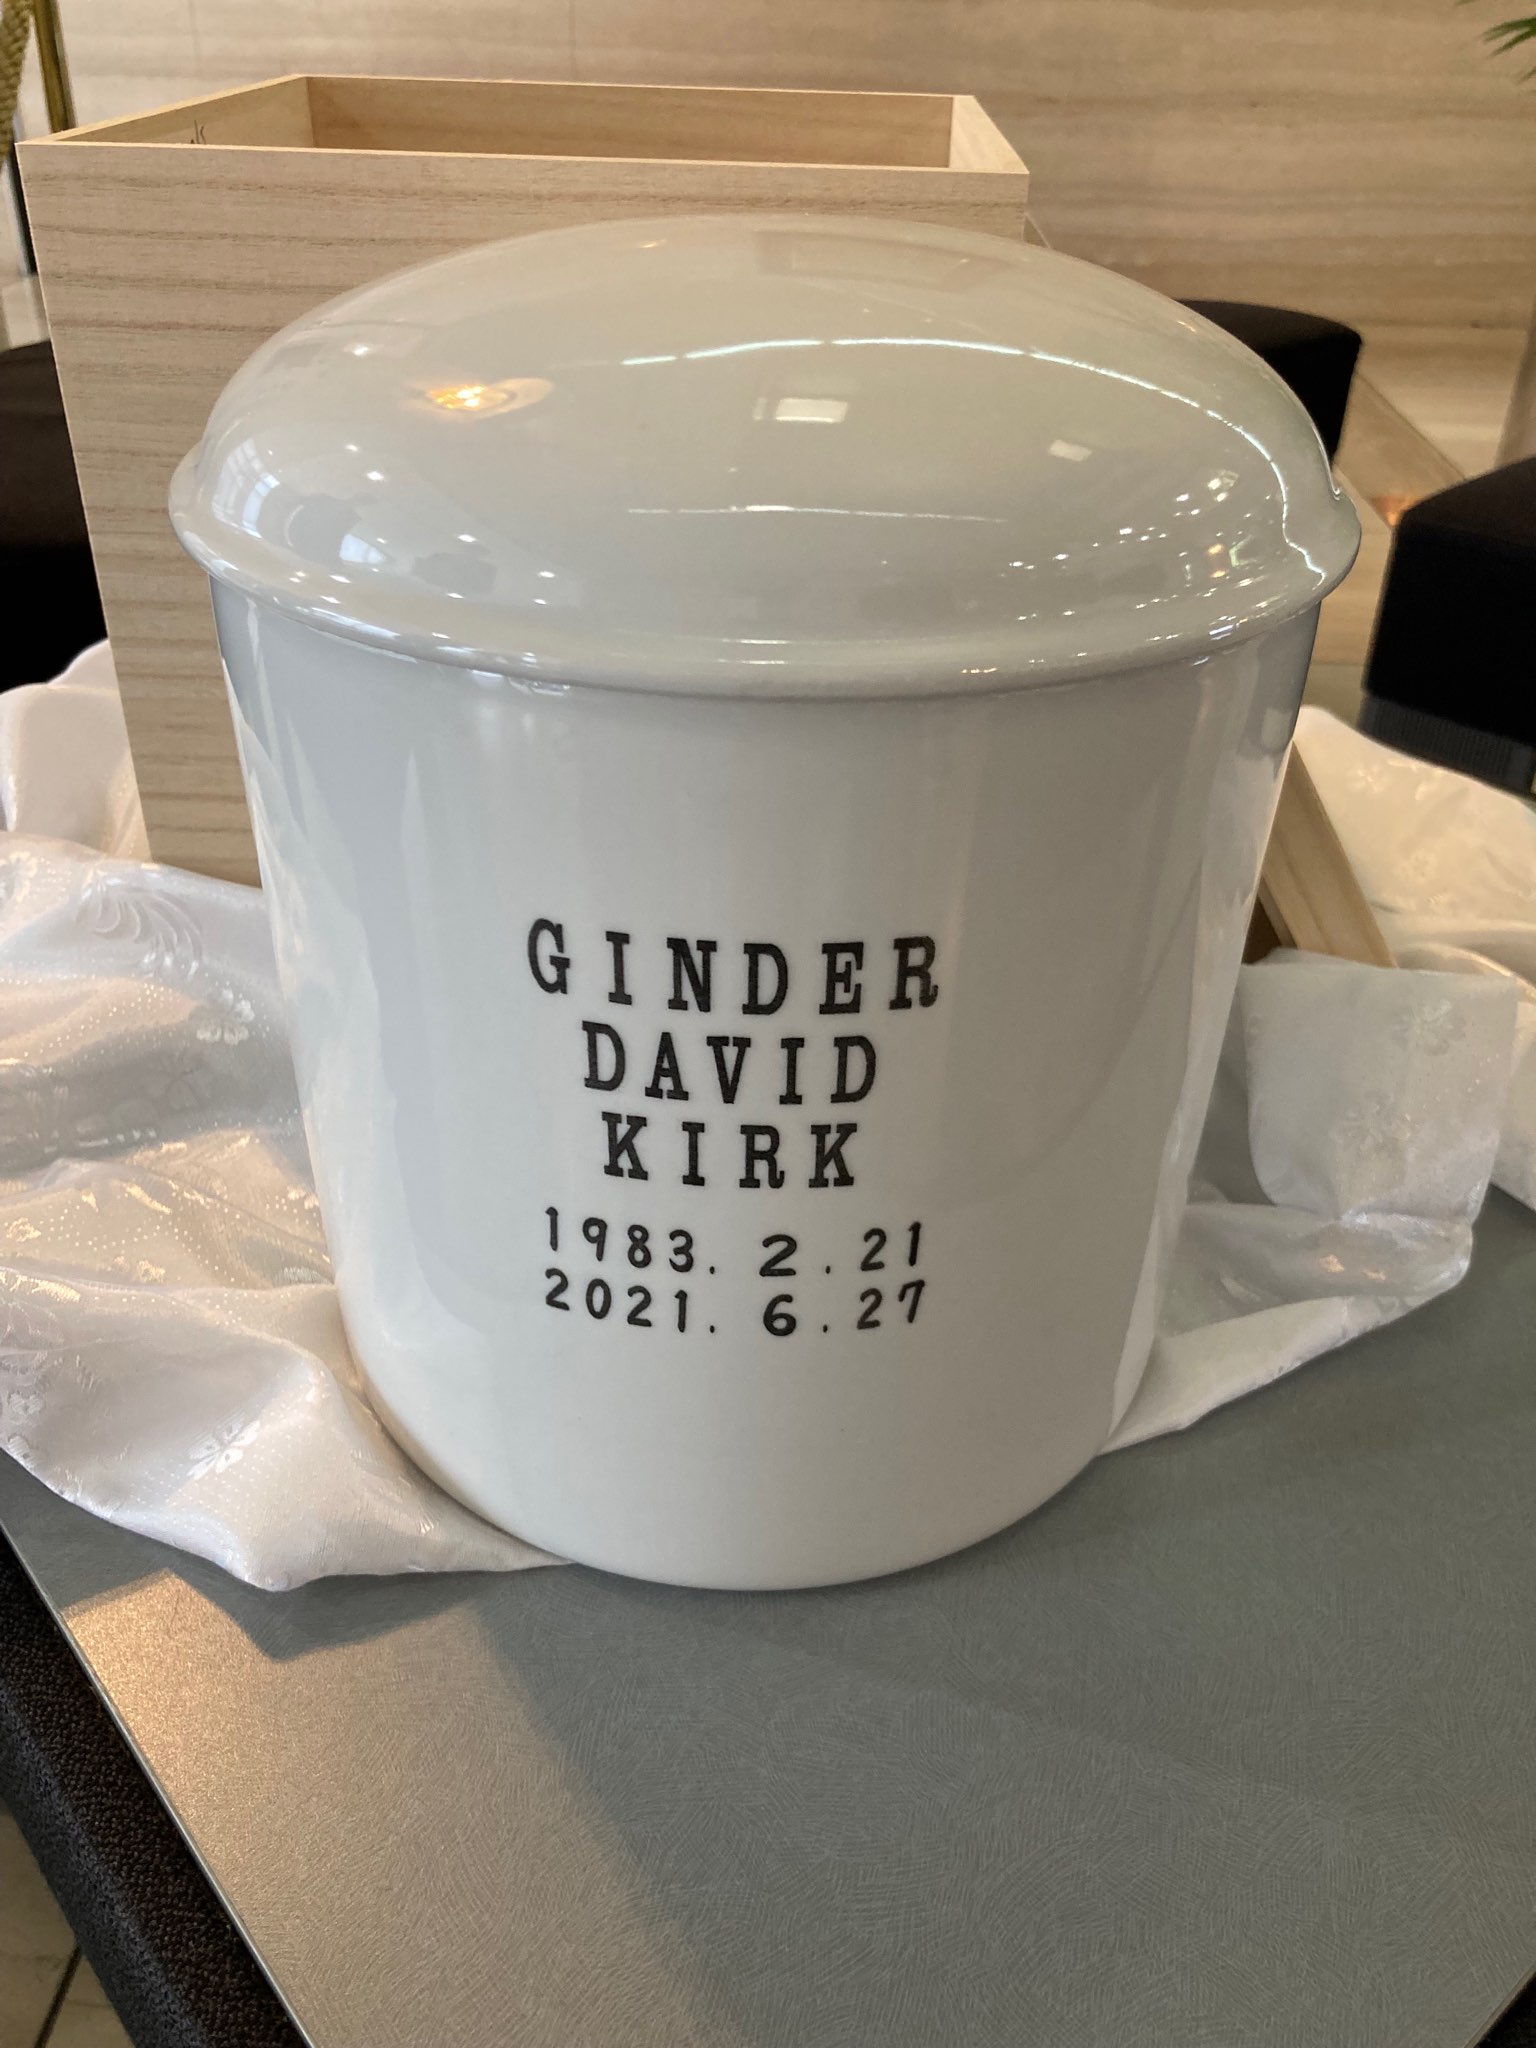 GINDER
DAVID
KIRK
1983. 2.21
2021. 6.27